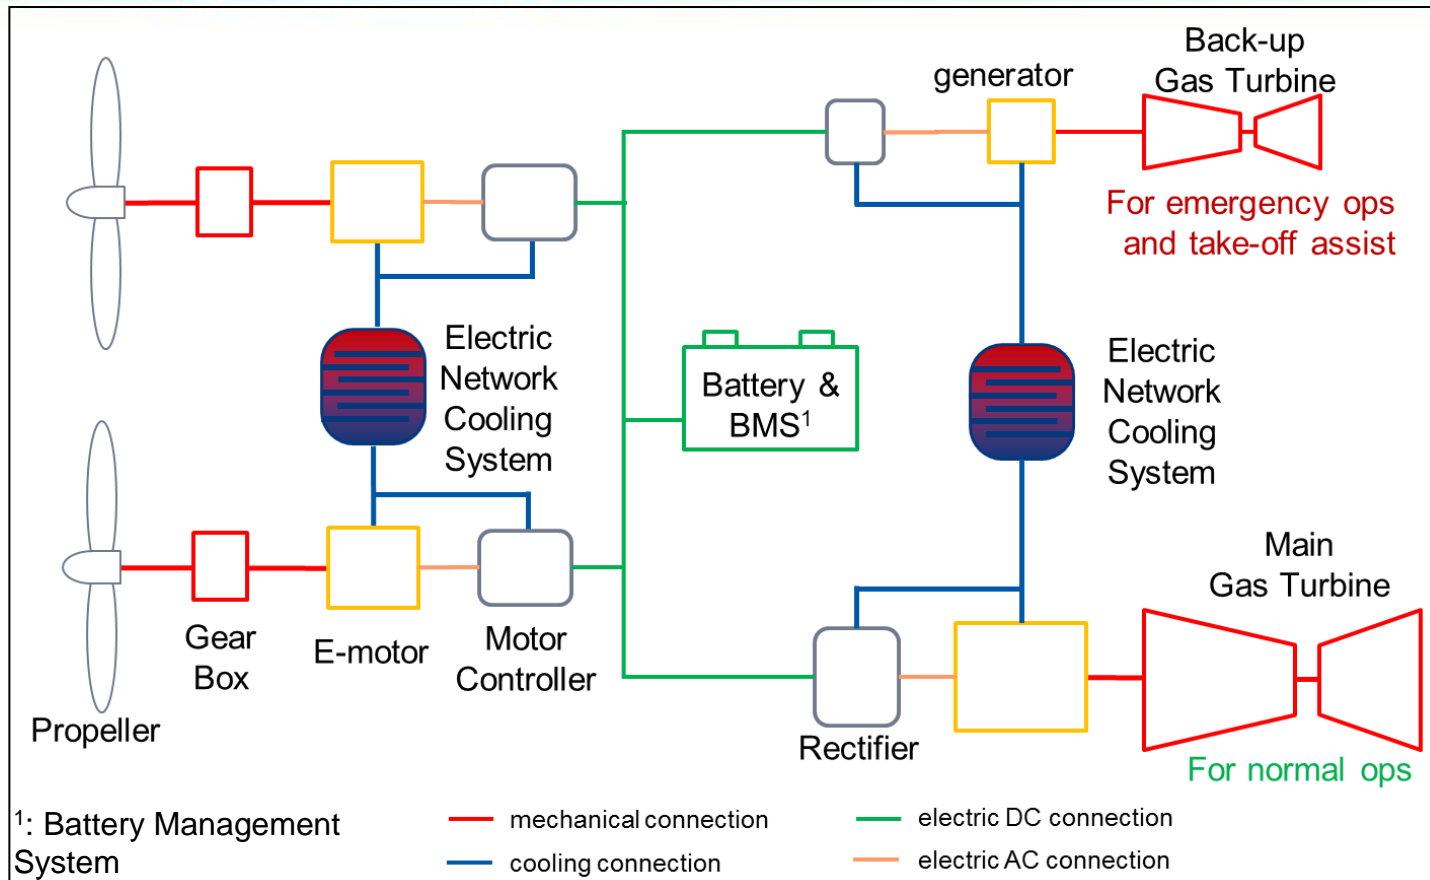 Back-up
Gas Turbine
generator
For emergency ops
and take-off assist
Electric
Network
Cooling
System
Battery &
BMS¹
Electric
Network
Cooling
System
Main
Gas Turbine
Gear
Box
E-motor
Motor
Controller
Propeller
Rectifier
For normal ops
¹: Battery Management
System
mechanical connection
cooling connection
electric DC connection
electric AC connection